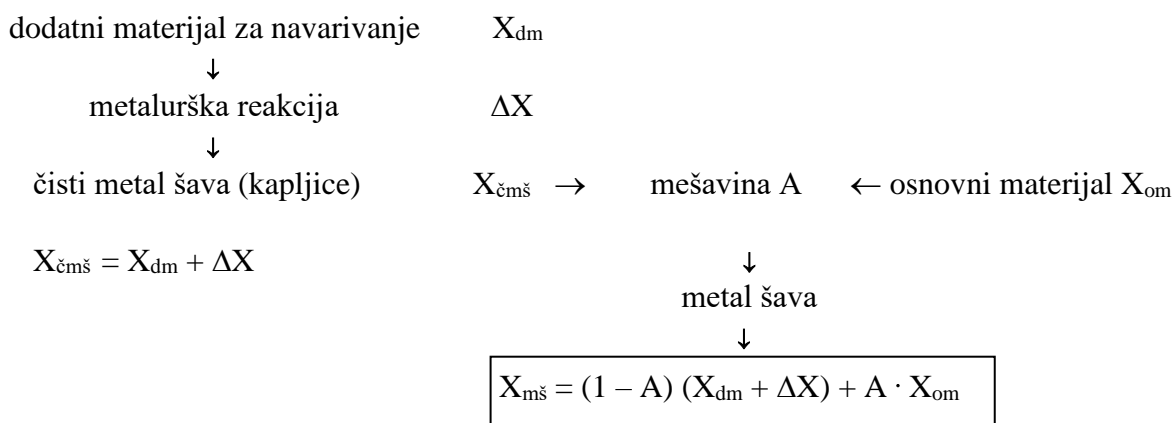 dodatni materijal za navarivanje X_dm
↓
metalurška reakcija ΔX
↓
čisti metal šava (kapljice) X_čmš → mešavina A ← osnovni materijal X_om
X_čmš = X_dm + ΔX
↓
metal šava
↓
X_mš = (1 – A) (X_dm + ΔX) + A · X_om